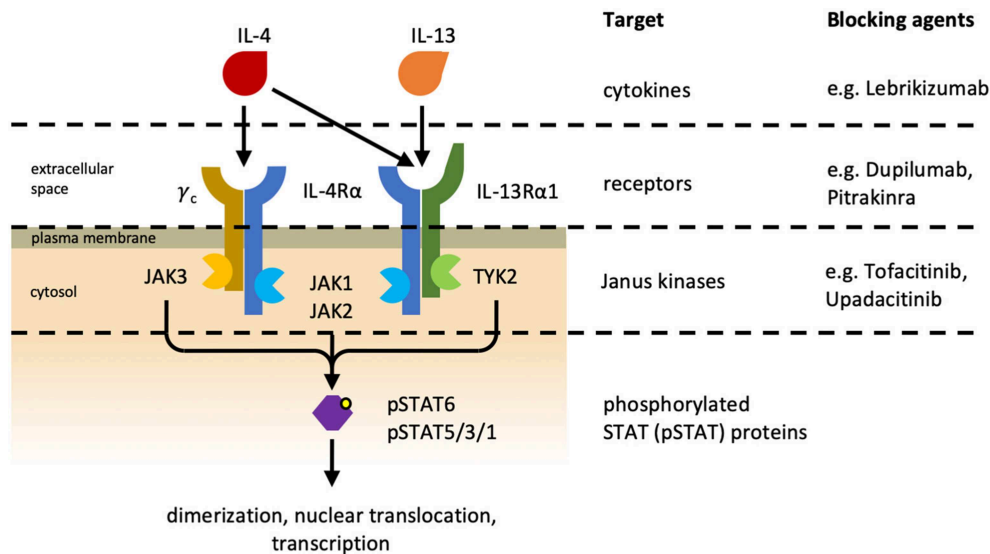 IL-4
IL-13
Target
Blocking agents
cytokines
e.g. Lebrikizumab
extracellular
space
γc
IL-4Rα
IL-13Rα1
receptors
e.g. Dupilumab,
Pitrakinra
plasma membrane
cytosol
JAK3
JAK1
JAK2
TYK2
Janus kinases
e.g. Tofacitinib,
Upadacitinib
pSTAT6
pSTAT5/3/1
phosphorylated
STAT (pSTAT) proteins
dimerization, nuclear translocation,
transcription